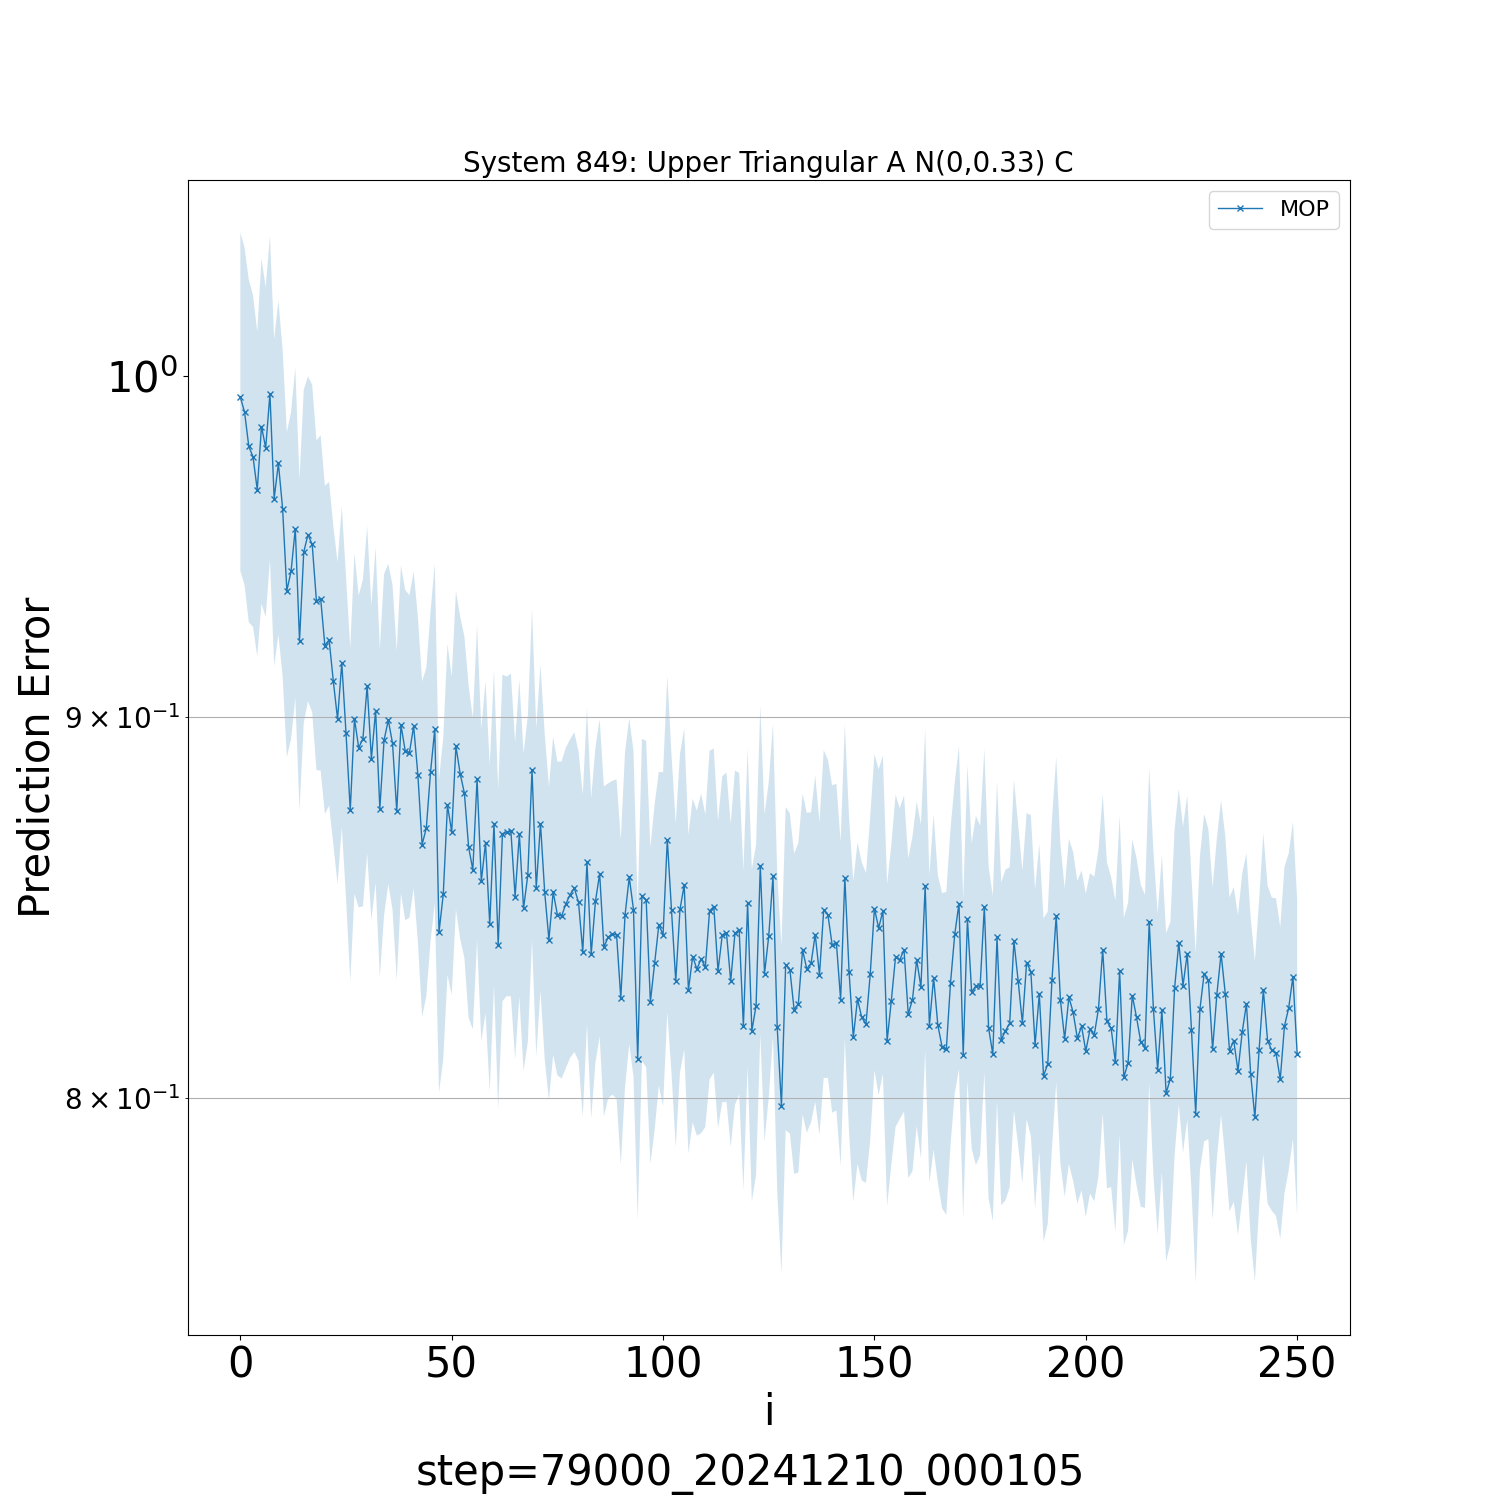 System 849: Upper Triangular A N(0,0.33) C
MOP
Prediction Error
10⁰
9 × 10⁻¹
8 × 10⁻¹
0 50 100 150 200 250
i
step=79000_20241210_000105